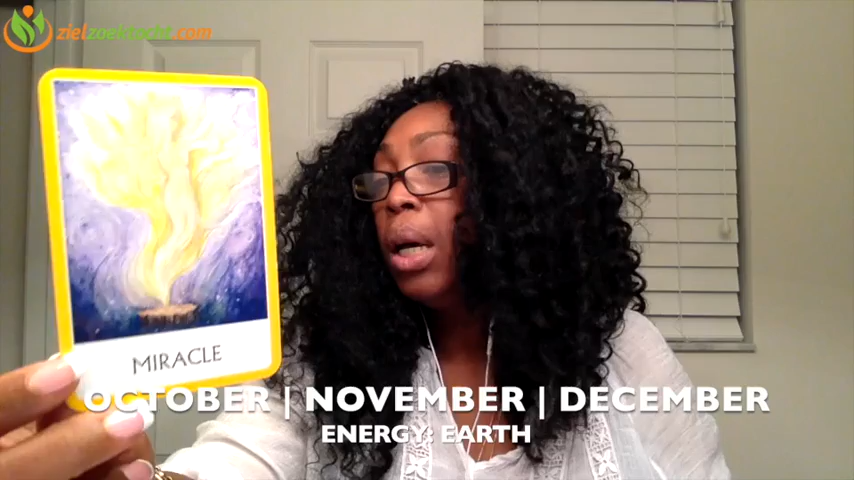 zielzoektocht.com
MIRACLE
OCTOBER | NOVEMBER | DECEMBER
ENERGY: EARTH